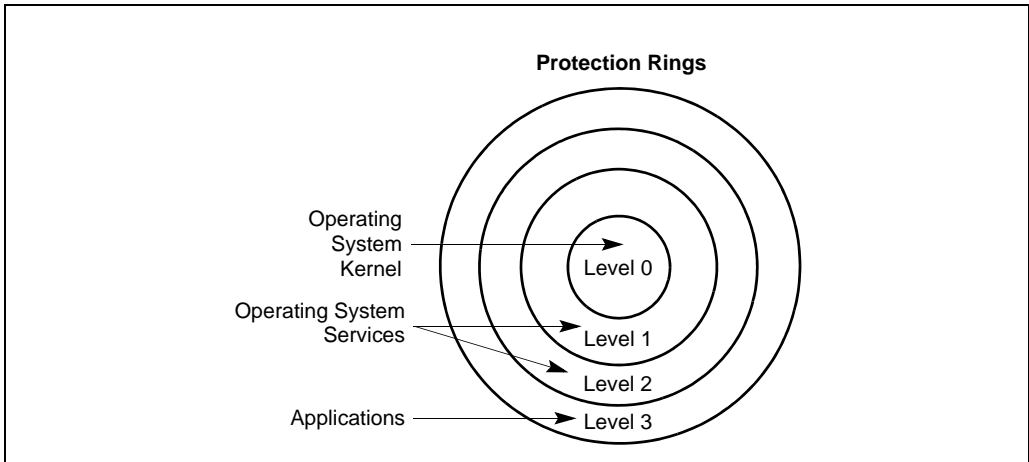 Protection Rings
Operating
System
Kernel
Level 0
Operating System
Services
Level 1
Level 2
Applications
Level 3